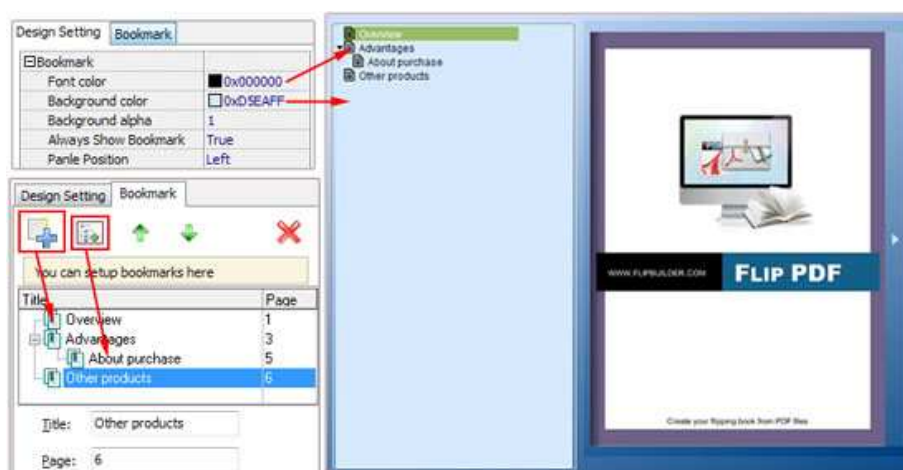 Design Setting Bookmark
Bookmark
Font color 0x000000
Background color 0xD5EAFF
Background alpha 1
Always Show Bookmark True
Panle Position Left
Design Setting Bookmark
You can setup bookmarks here
Title Page
Overview 1
Advantages 3
About purchase 5
Other products 6
Title: Other products
Page: 6
Overview
Advantages
About purchase
Other products
WWW.FLIPBUILDER.COM FLIP PDF
Create your flipping book from PDF files